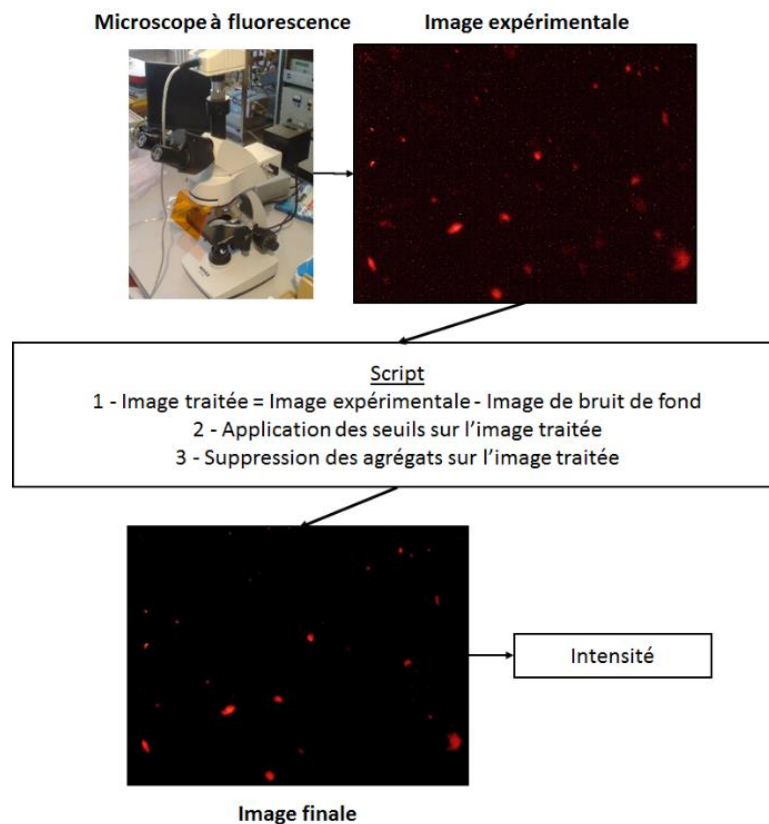 Microscope à fluorescence
Image expérimentale
Script
1 - Image traitée = Image expérimentale - Image de bruit de fond
2 - Application des seuils sur l'image traitée
3 - Suppression des agrégats sur l'image traitée
Intensité
Image finale